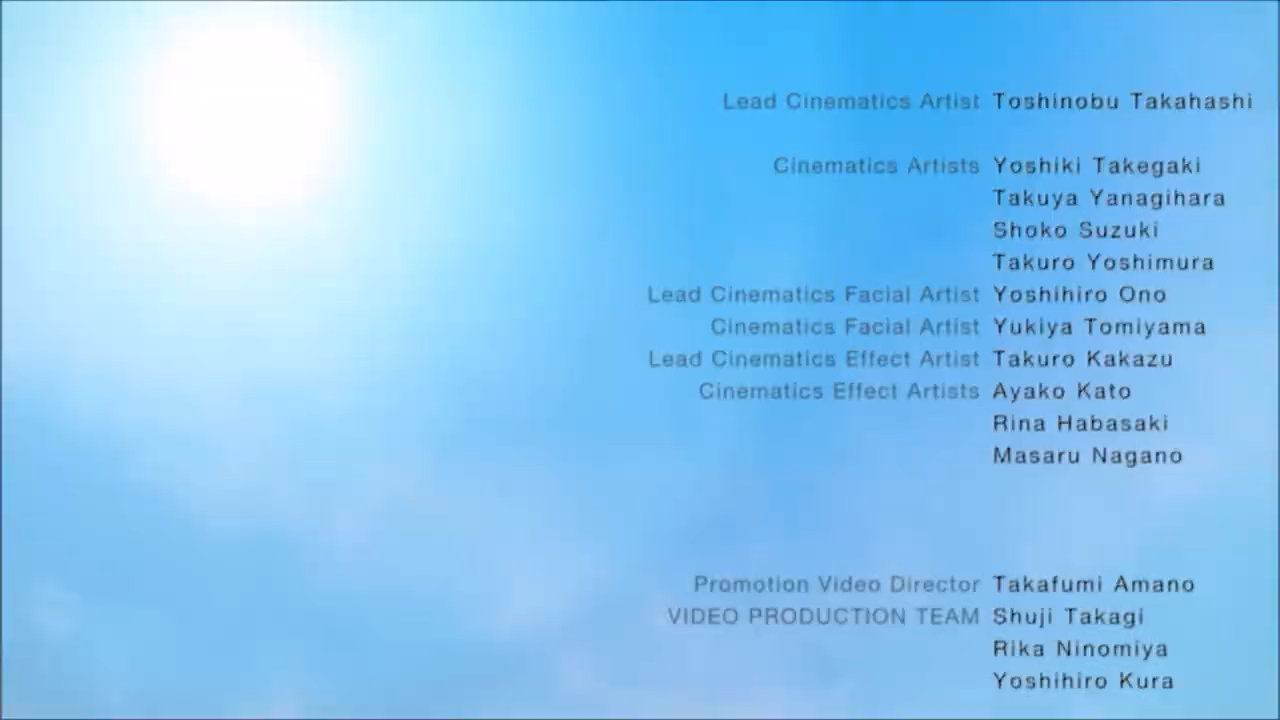 Lead Cinematics Artist Toshinobu Takahashi
Cinematics Artists Yoshiki Takegaki
Takuya Yanagihara
Shoko Suzuki
Takuro Yoshimura
Lead Cinematics Facial Artist Yoshihiro Ono
Cinematics Facial Artist Yukiya Tomiyama
Lead Cinematics Effect Artist Takuro Kakazu
Cinematics Effect Artists Ayako Kato
Rina Habasaki
Masaru Nagano
Promotion Video Director Takafumi Amano
VIDEO PRODUCTION TEAM Shuji Takagi
Rika Ninomiya
Yoshihiro Kura